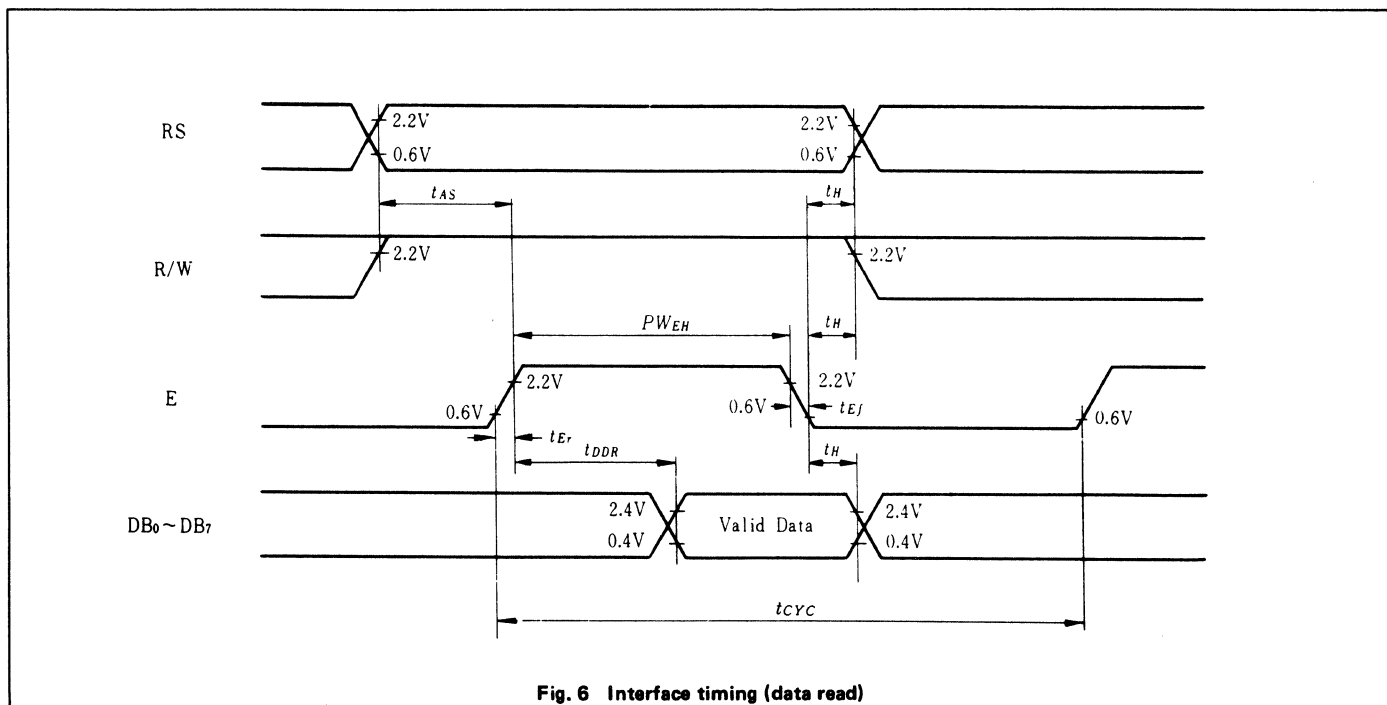 RS
2.2V
2.2V
0.6V
0.6V
tAS
tH
R/W
2.2V
2.2V
PWEH
tH
E
2.2V
2.2V
0.6V
0.6V
tEf
0.6V
tEr
tDDR
tH
DB0~DB7
2.4V
Valid Data
2.4V
0.4V
0.4V
tCYC
Fig. 6 Interface timing (data read)